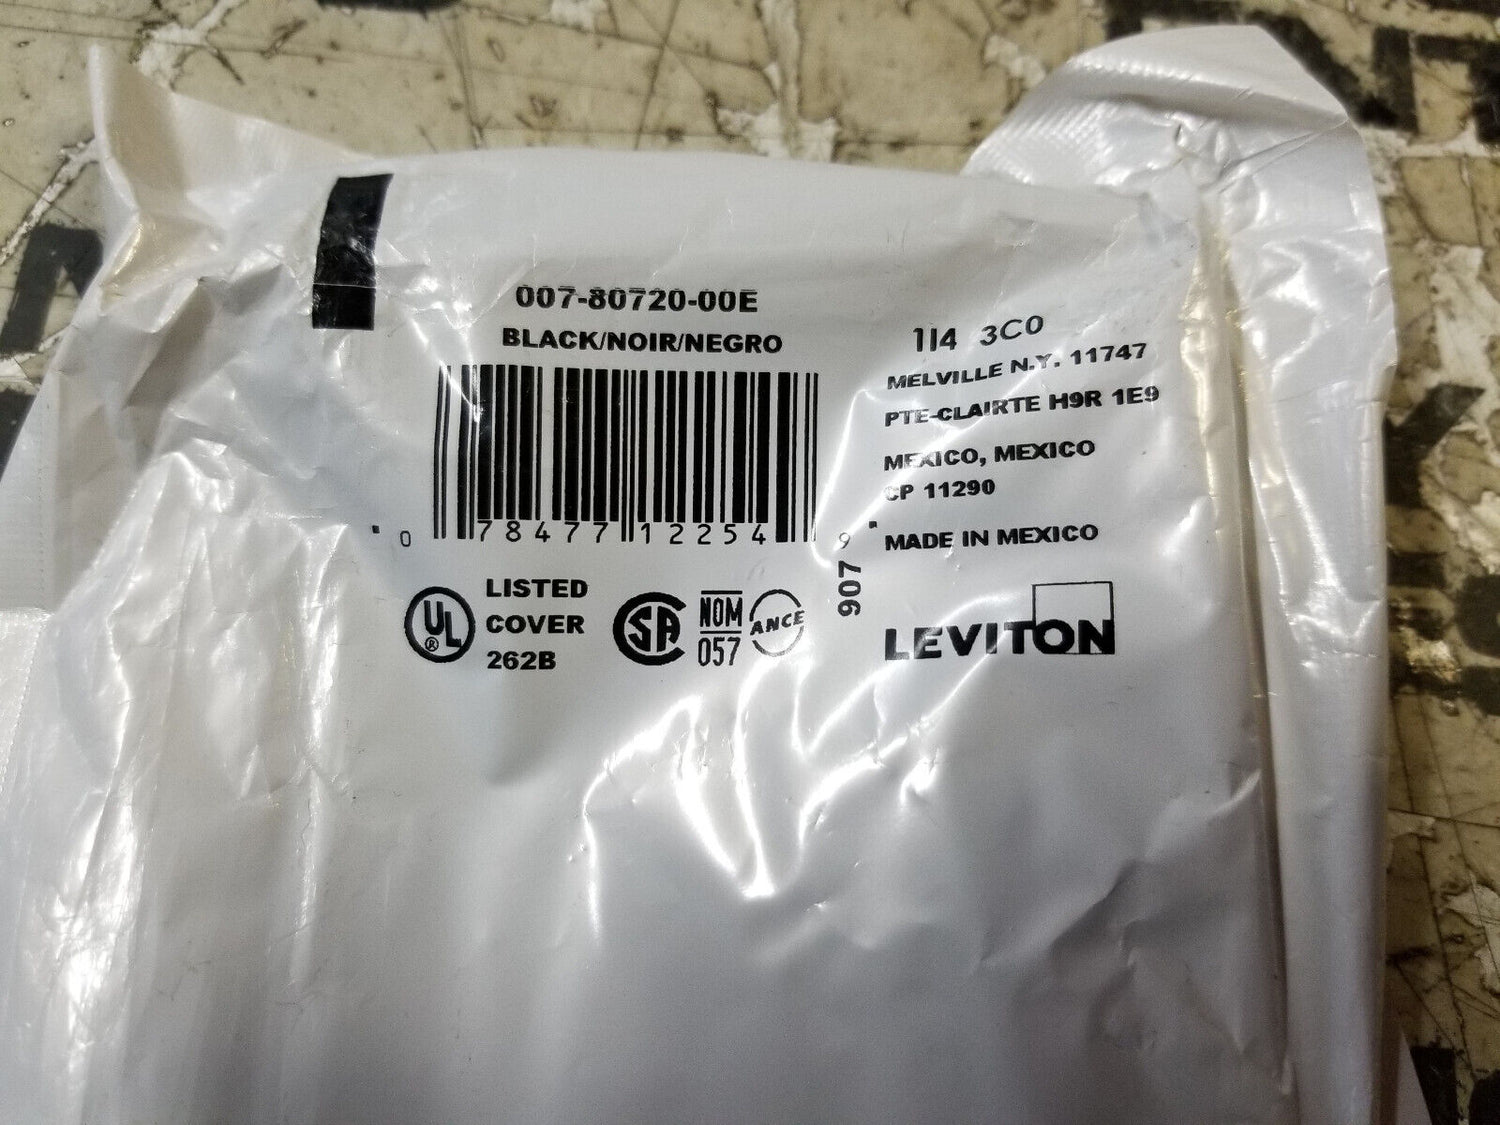 007-80720-00E
BLACK/NOIR/NEGRO
0 78477 12254 9
907
UL
®
LISTED
COVER
262B
SA
NOM
057
ANCE
114 3C0
MELVILLE N.Y. 11747
PTE-CLAIRTE H9R 1E9
MEXICO, MEXICO
CP 11290
MADE IN MEXICO
LEVITON